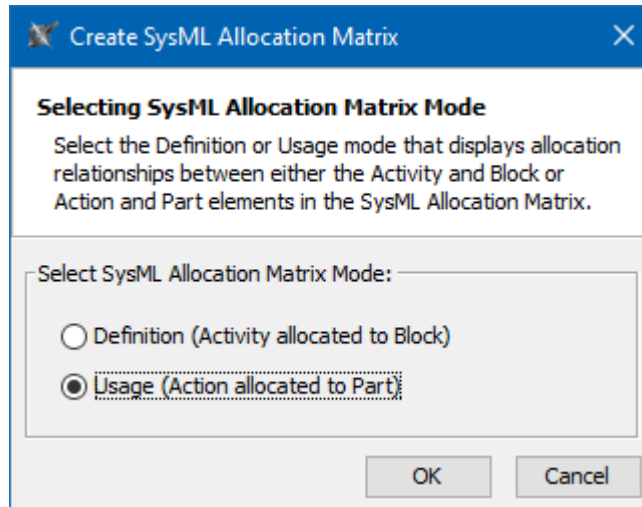 Create SysML Allocation Matrix
Selecting SysML Allocation Matrix Mode
Select the Definition or Usage mode that displays allocation
relationships between either the Activity and Block or
Action and Part elements in the SysML Allocation Matrix.
Select SysML Allocation Matrix Mode:
Definition (Activity allocated to Block)
Usage (Action allocated to Part)
OK Cancel